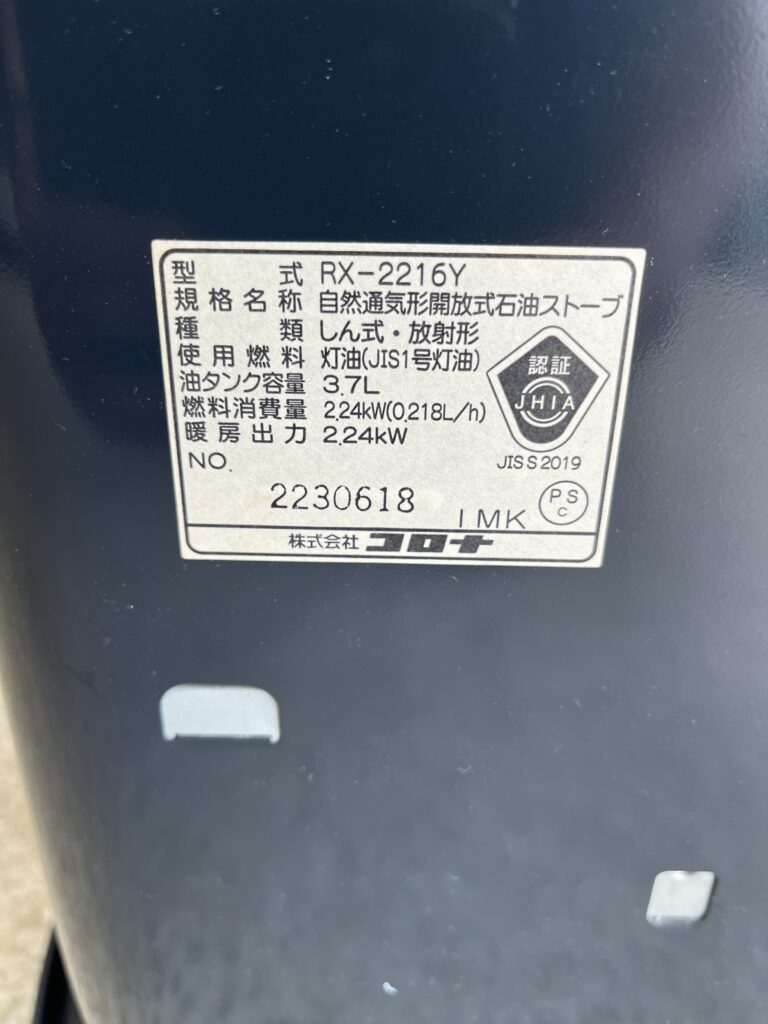 型式 RX-2216Y
規格名称 自然通気形開放式石油ストーブ
種類 しん式・放射形
使用燃料 灯油(JIS1号灯油)
油タンク容量 3.7L
燃料消費量 2.24kW(0.218L/h)
暖房出力 2.24kW
認証
JHIA
JIS S 2019
NO.
2230618
1MK
PS
C
株式会社 コロナ